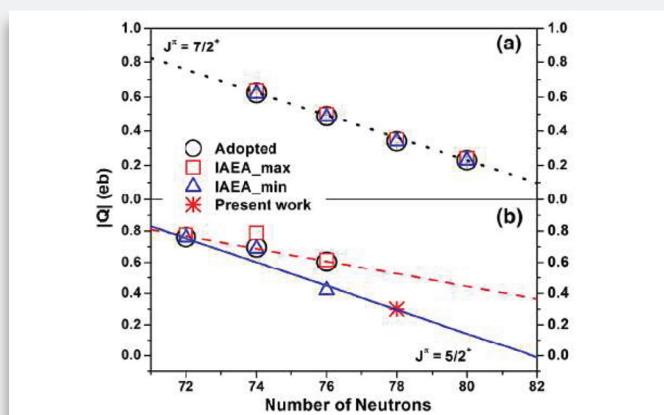 J^π = 7/2^+
(a)
1.0
0.8
0.6
0.4
0.2
0.0
1.0
0.8
0.6
0.4
0.2
0.0
Adopted
IAEA_max
IAEA_min
Present work
|Q| (eb)
(b)
0.8
0.6
0.4
0.2
0.0
0.8
0.6
0.4
0.2
0.0
J^π = 5/2^+
72 74 76 78 80 82
Number of Neutrons